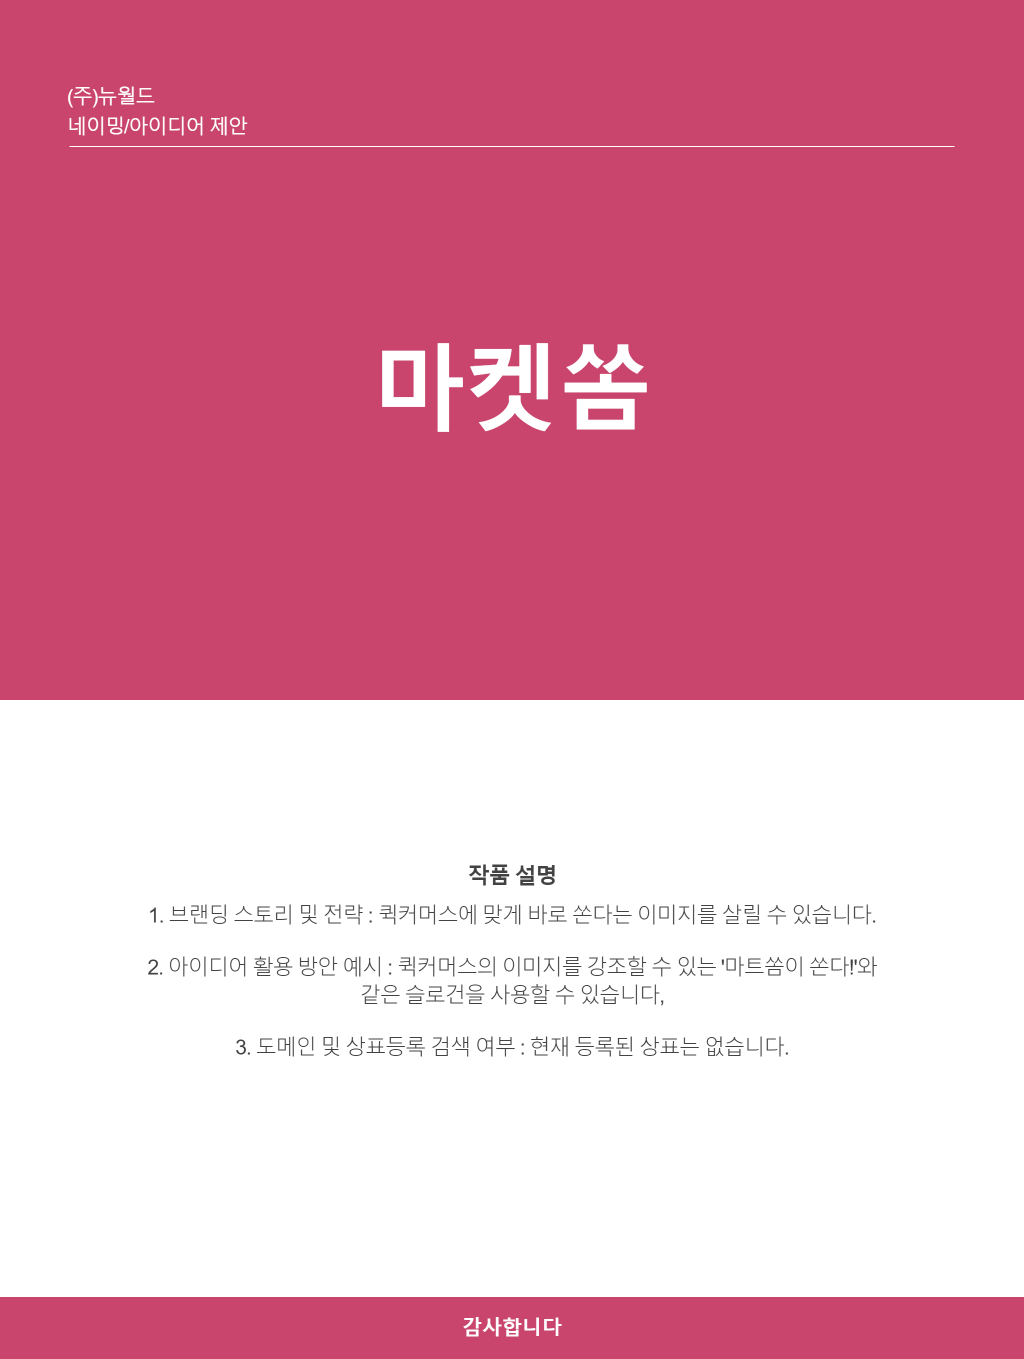 (주)뉴월드
네이밍/아이디어 제안
마켓쏨
작품 설명
1. 브랜딩 스토리 및 전략 : 퀵커머스에 맞게 바로 쏜다는 이미지를 살릴 수 있습니다.
2. 아이디어 활용 방안 예시 : 퀵커머스의 이미지를 강조할 수 있는 '마트쏨이 쏜다!'와
같은 슬로건을 사용할 수 있습니다,
3. 도메인 및 상표등록 검색 여부 : 현재 등록된 상표는 없습니다.
감사합니다